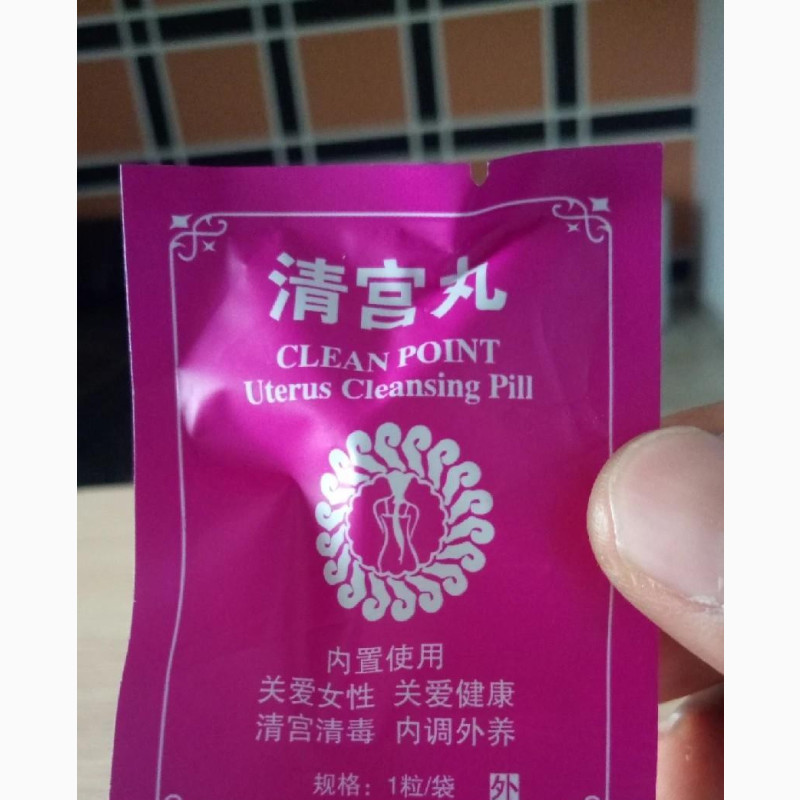 清宫丸
CLEAN POINT
Uterus Cleansing Pill
内置使用
关爱女性 关爱健康
清宫清毒 内调外养
规格：1粒/袋 外